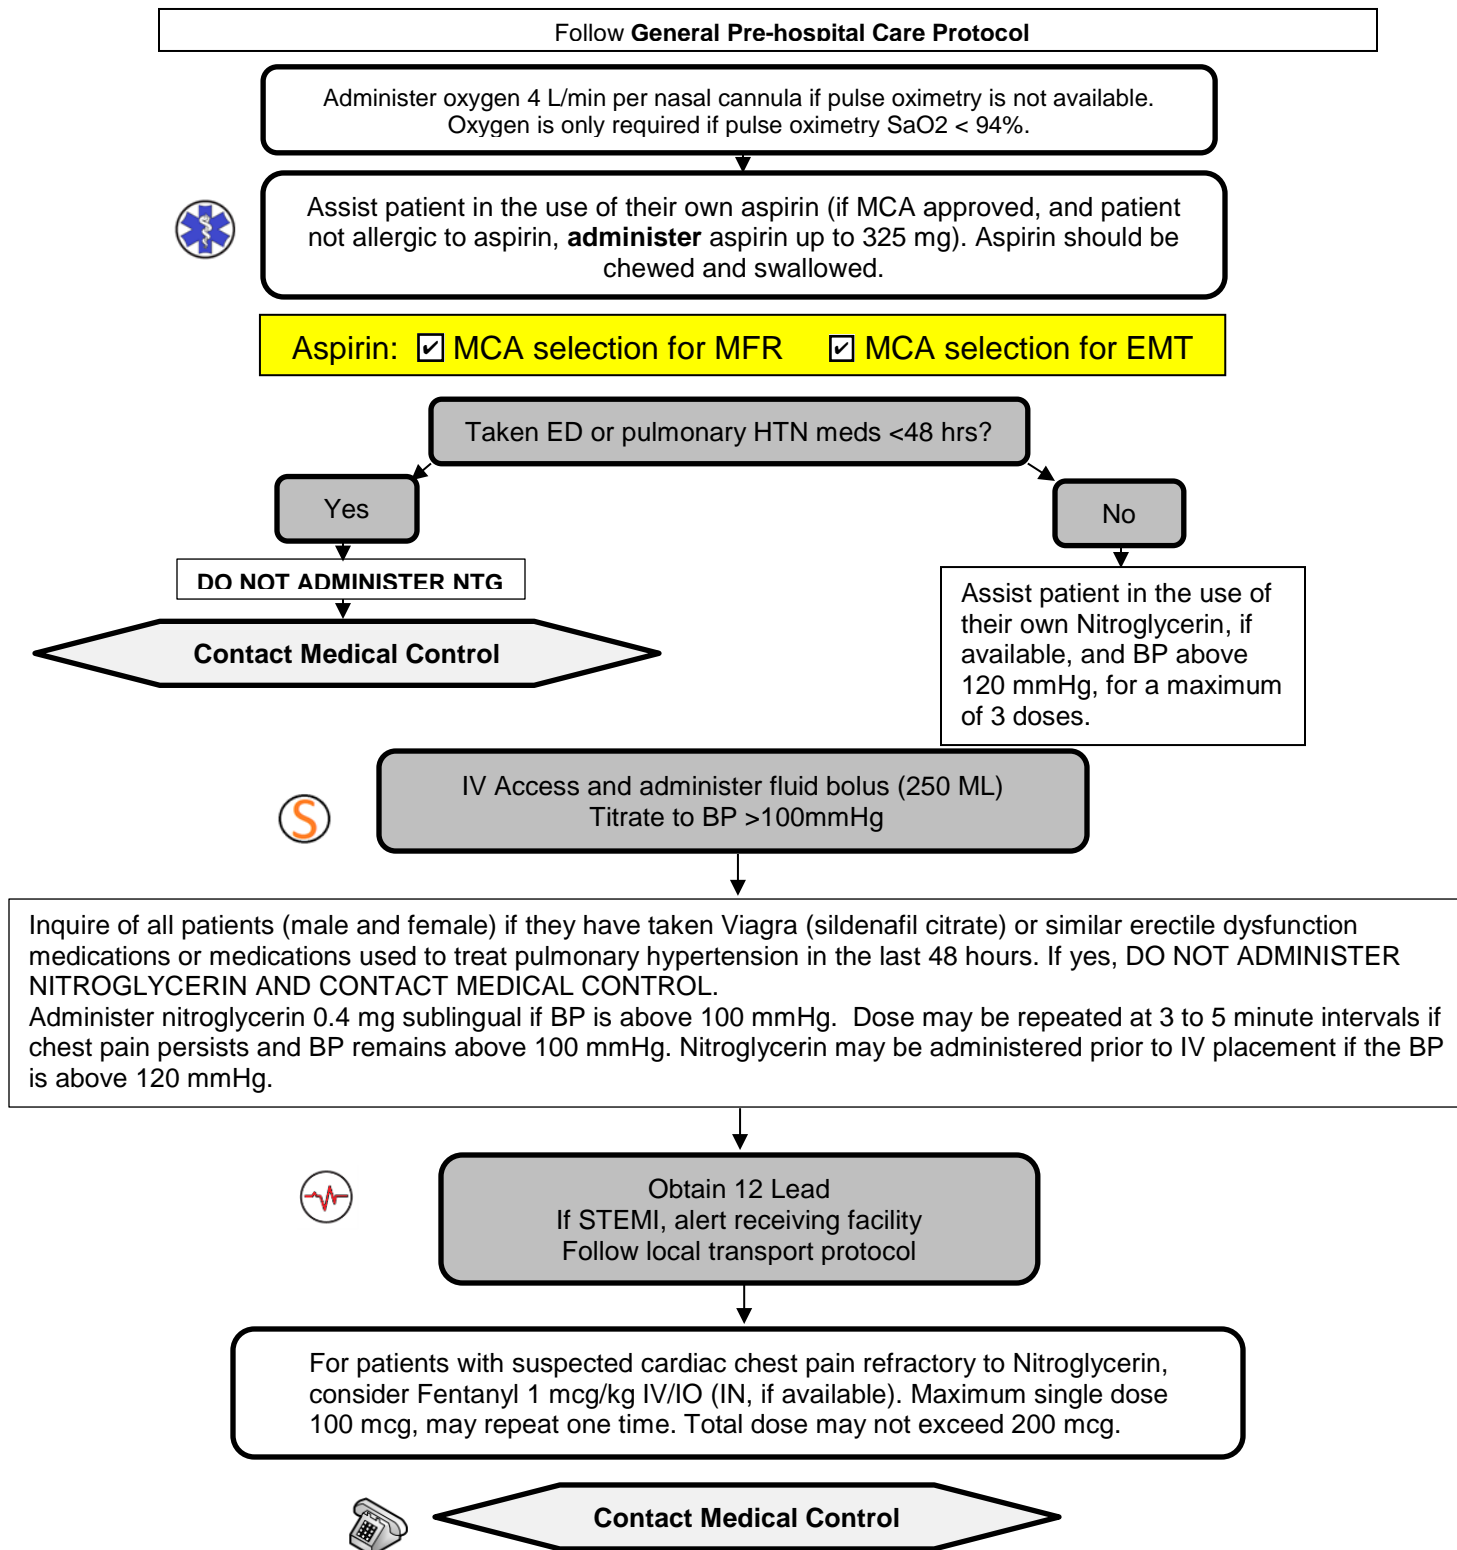 Follow General Pre-hospital Care Protocol
Administer oxygen 4 L/min per nasal cannula if pulse oximetry is not available.
Oxygen is only required if pulse oximetry SaO2 < 94%.
Assist patient in the use of their own aspirin (if MCA approved, and patient
not allergic to aspirin, administer aspirin up to 325 mg). Aspirin should be
chewed and swallowed.
Aspirin: ☑ MCA selection for MFR ☑ MCA selection for EMT
Taken ED or pulmonary HTN meds <48 hrs?
Yes
No
DO NOT ADMINISTER NTG
Contact Medical Control
Assist patient in the use of
their own Nitroglycerin, if
available, and BP above
120 mmHg, for a maximum
of 3 doses.
IV Access and administer fluid bolus (250 ML)
Titrate to BP >100mmHg
S
Inquire of all patients (male and female) if they have taken Viagra (sildenafil citrate) or similar erectile dysfunction
medications or medications used to treat pulmonary hypertension in the last 48 hours. If yes, DO NOT ADMINISTER
NITROGLYCERIN AND CONTACT MEDICAL CONTROL.
Administer nitroglycerin 0.4 mg sublingual if BP is above 100 mmHg. Dose may be repeated at 3 to 5 minute intervals if
chest pain persists and BP remains above 100 mmHg. Nitroglycerin may be administered prior to IV placement if the BP
is above 120 mmHg.
Obtain 12 Lead
If STEMI, alert receiving facility
Follow local transport protocol
For patients with suspected cardiac chest pain refractory to Nitroglycerin,
consider Fentanyl 1 mcg/kg IV/IO (IN, if available). Maximum single dose
100 mcg, may repeat one time. Total dose may not exceed 200 mcg.
Contact Medical Control